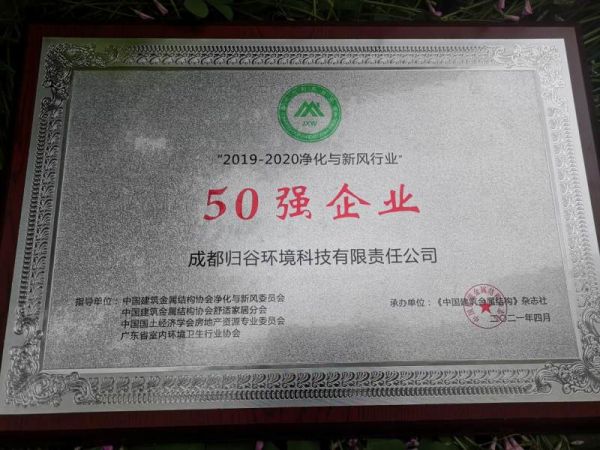 JXW
"2019-2020净化与新风行业"
50强企业
成都归谷环境科技有限责任公司
指导单位：中国建筑金属结构协会净化与新风委员会
中国建筑金属结构协会舒适家居分会
中国国土经济学会房地产资源专业委员会
广东省室内环境卫生行业协会
承办单位：《中国建筑金属结构》杂志社
二〇二一年四月